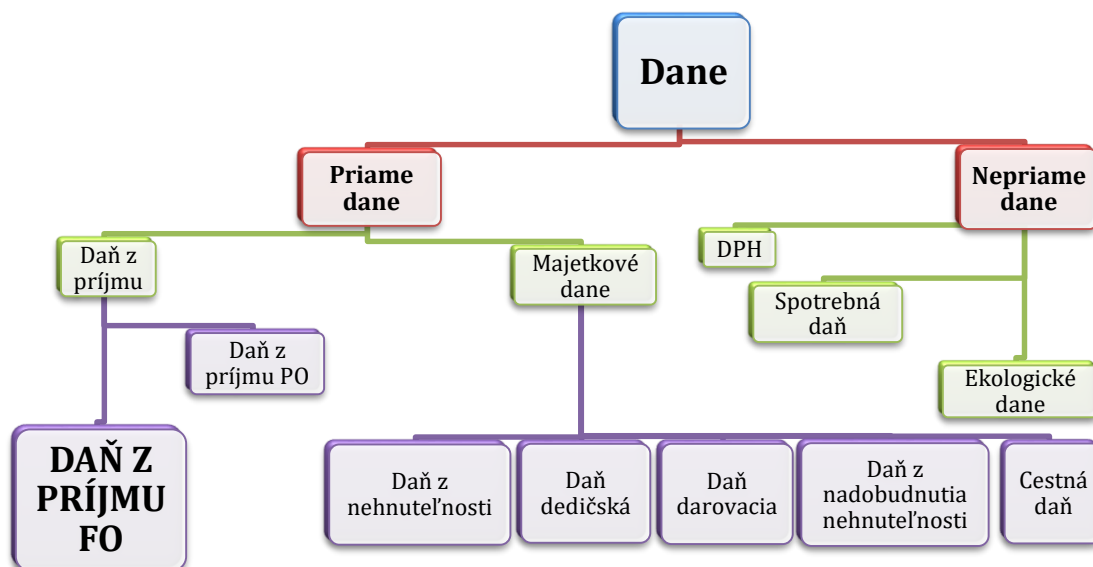 Dane
Priame
dane
Nepriame
dane
Daň z
príjmu
Majetkové
dane
DPH
Spotrebná
daň
Daň z
príjmu PO
Ekologické
dane
DAŇ Z
PRÍJMU
FO
Daň z
nehnuteľnosti
Daň
dedičská
Daň
darovacia
Daň z
nadobudnutia
nehnuteľnosti
Cestná
daň